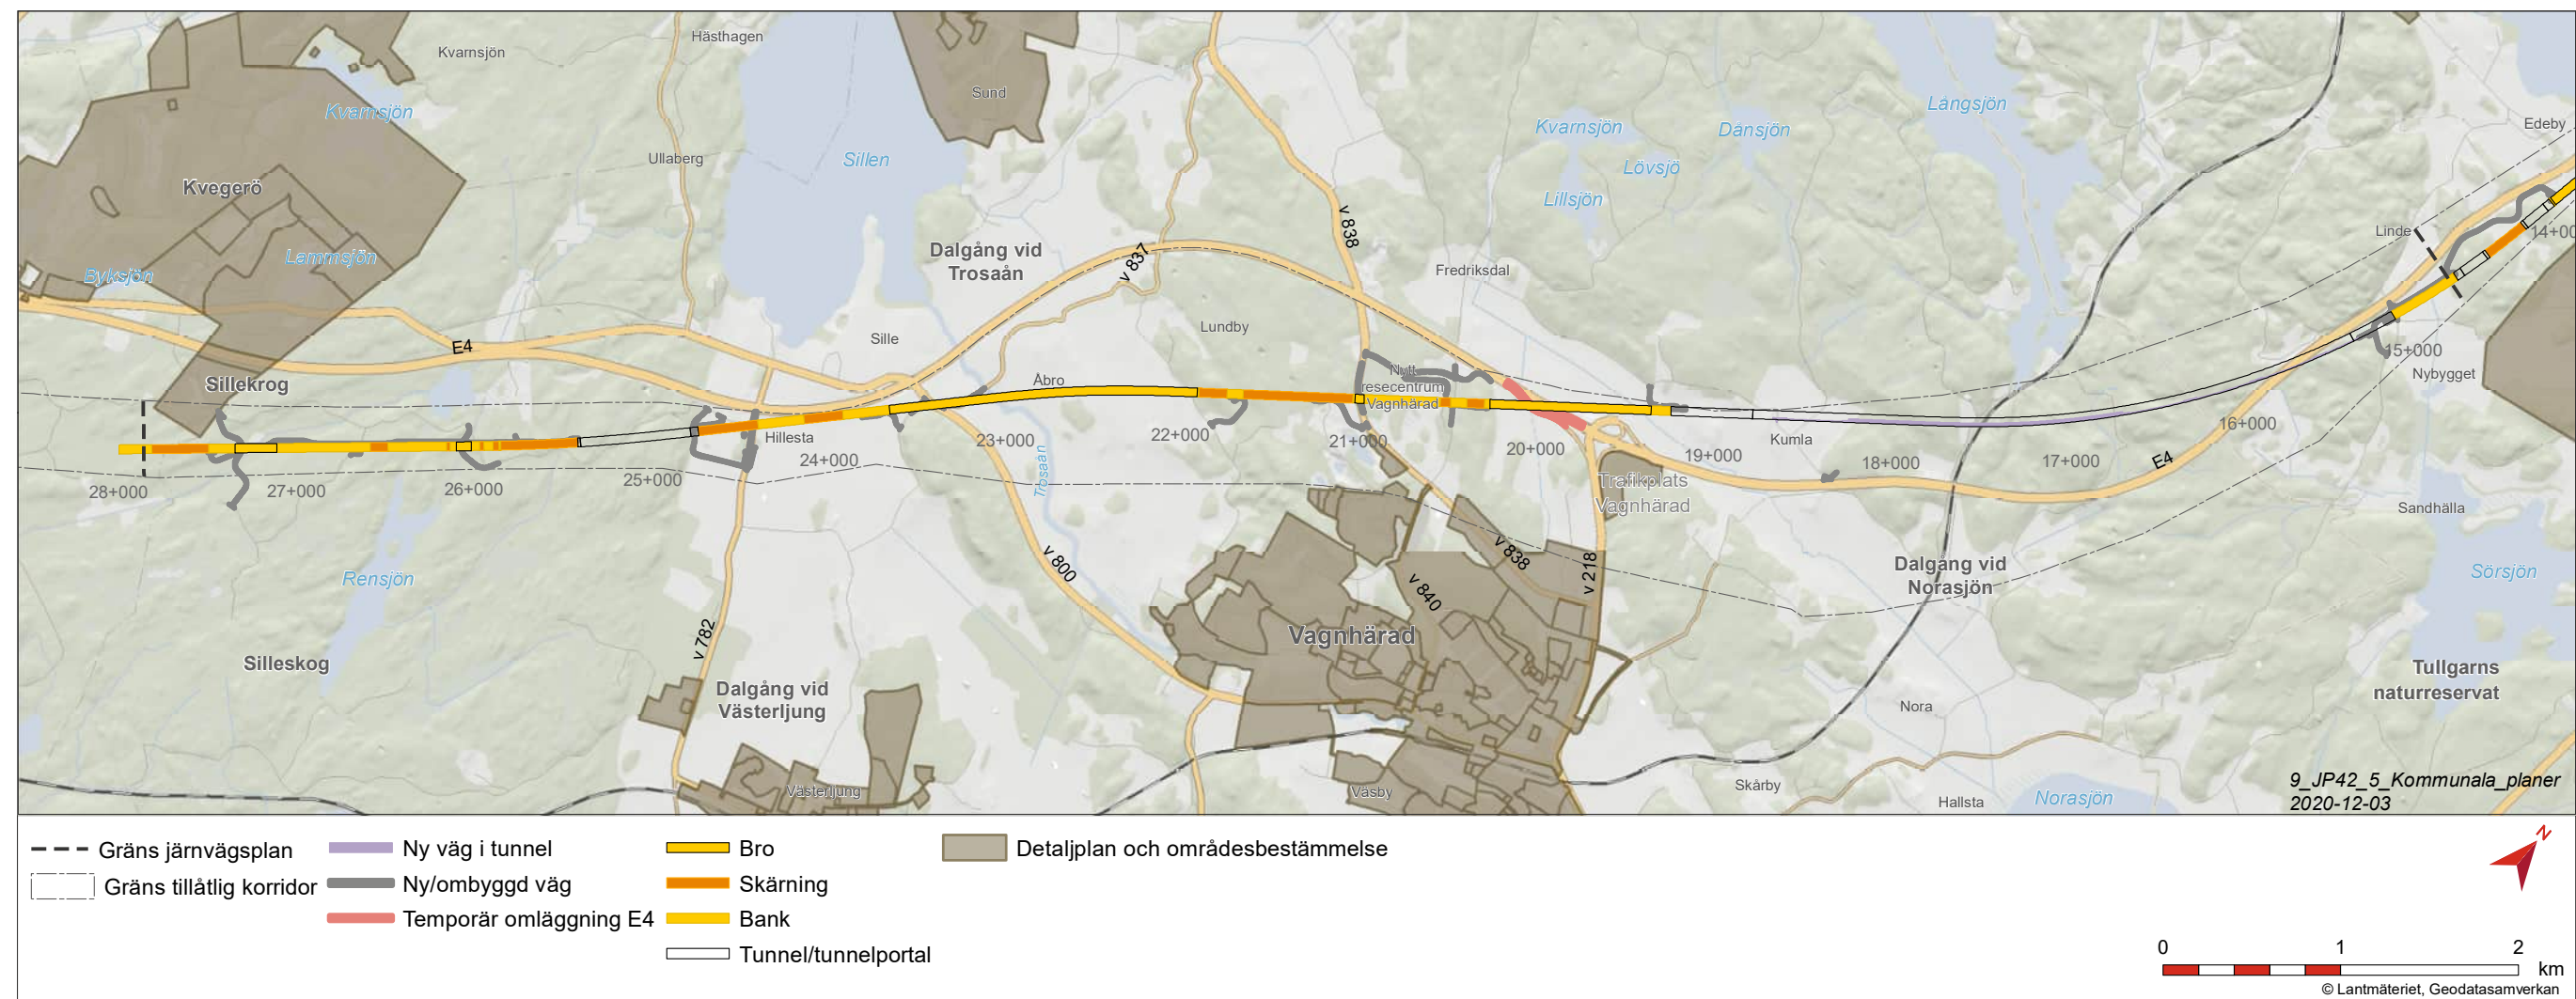 Hästhagen
Kvarnsjön
Sund
Kvarnsjön
Långsjön
Edeby
Kvarnsjön
Dånsjön
Ullaberg
Sillen
Lövsjö
Kvegerö
Lillsjön
v 838
Linde
14+00
Dalgång vid
Trosaån
v 837
Lammsjön
Byksjön
Fredriksdal
Lundby
Sille
E4
15+000
Nybygget
Sillekrog
Åbro
Nytt
resecentrum
Vagnhärad
16+000
Hillesta
Kumla
23+000
22+000
21+000
20+000
19+000
18+000
17+000
E4
24+000
25+000
26+000
27+000
28+000
Trosaån
Trafikplats
Vagnhärad
Sandhälla
v 800
v 838
v 218
v 840
Dalgång vid
Norasjön
Sörsjön
Rensjön
Vagnhärad
v 782
Silleskog
Tullgarns
naturreservat
Dalgång vid
Västerljung
Nora
Västerljung
Väsby
Skårby
Hallsta
Norasjön
9_JP42_5_Kommunala_planer
2020-12-03
Gräns järnvägsplan
Gräns tillåtlig korridor
Ny väg i tunnel
Ny/ombyggd väg
Temporär omläggning E4
Bro
Skärning
Bank
Tunnel/tunnelportal
Detaljplan och områdesbestämmelse
N
0 1 2
km
© Lantmäteriet, Geodatasamverkan